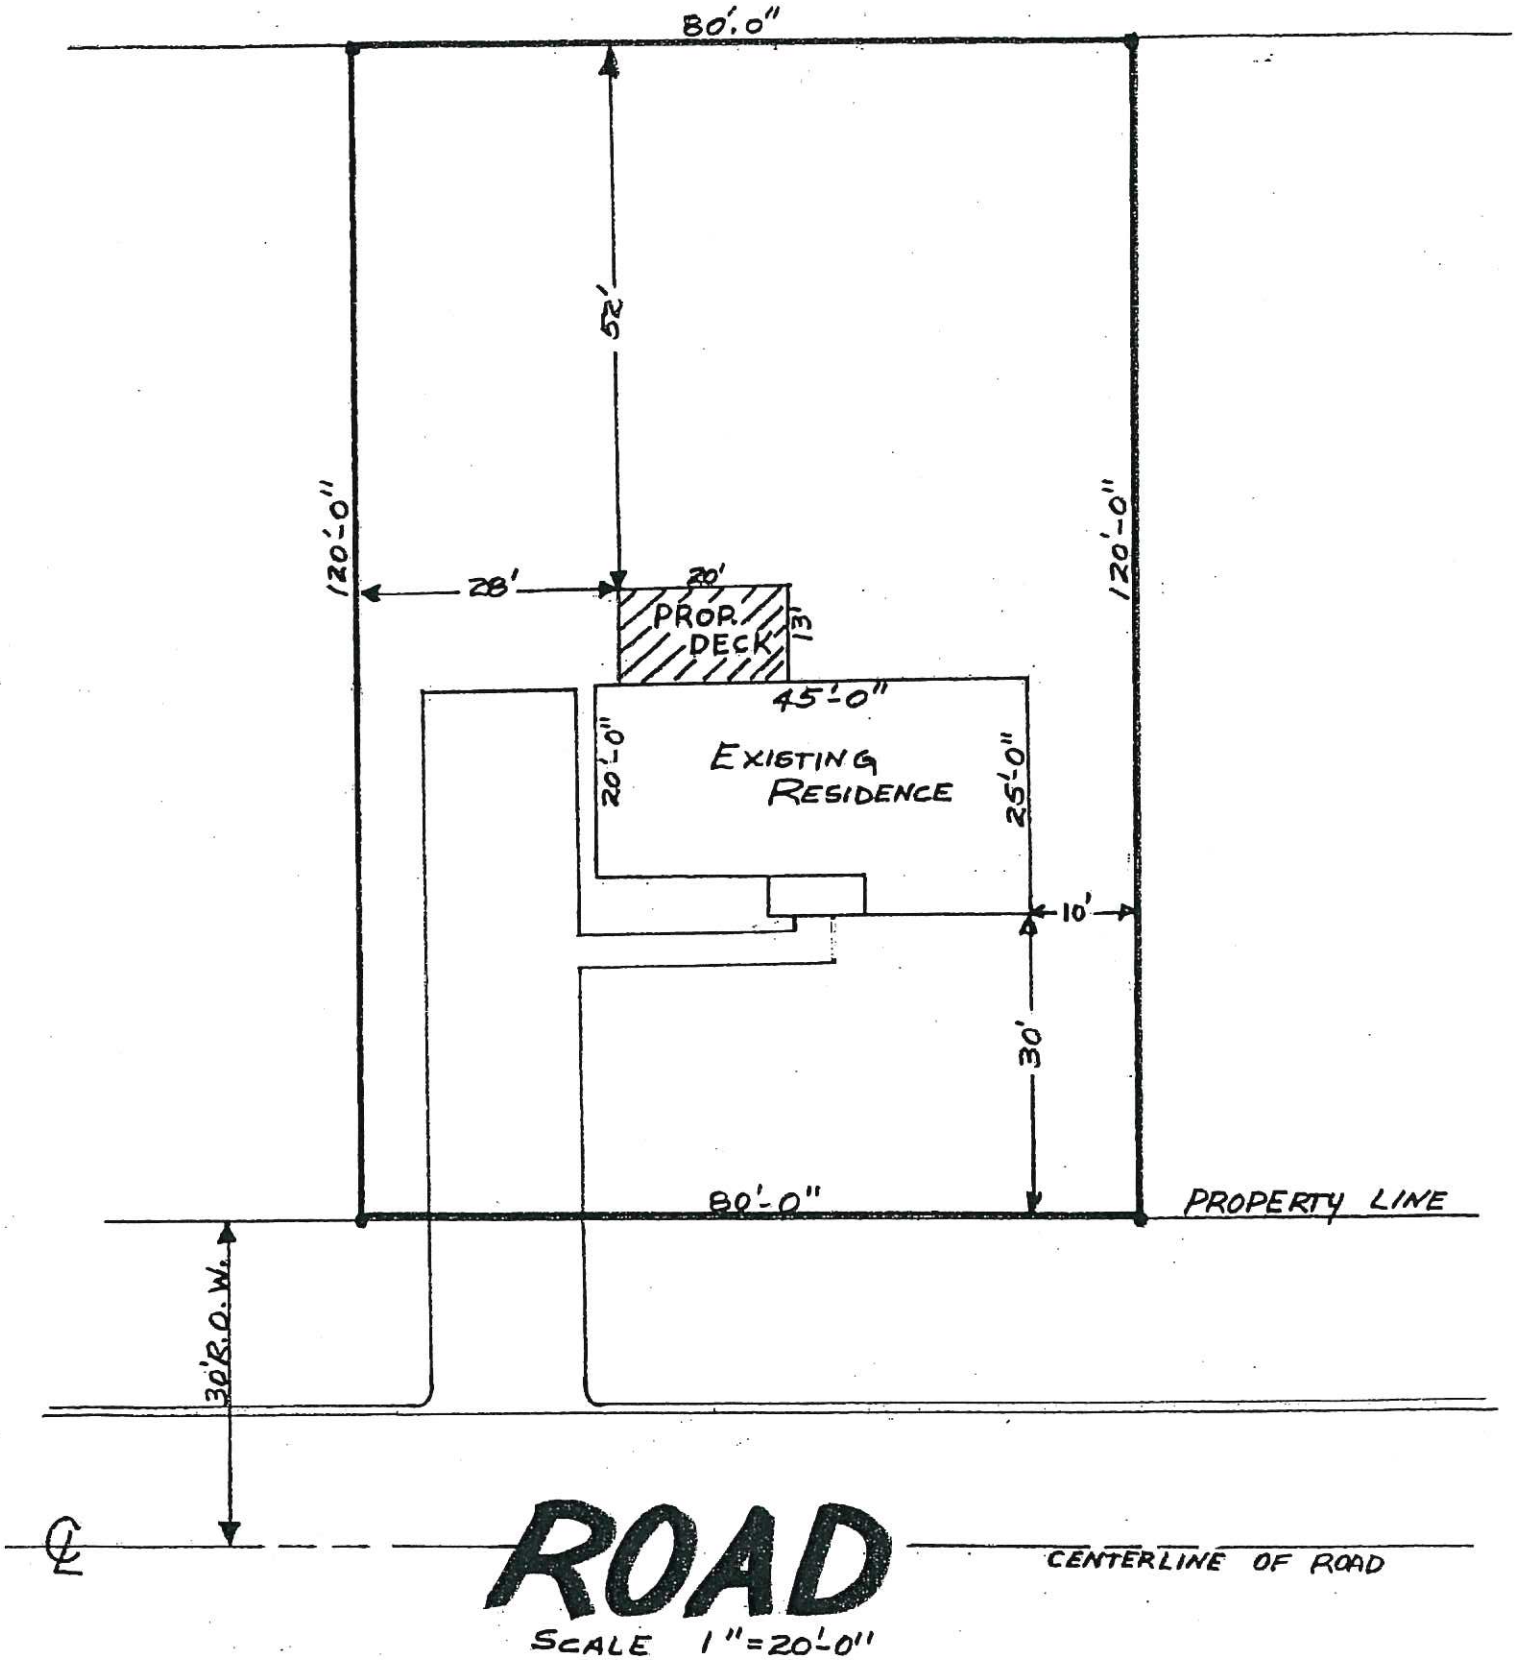 80'.0"
52'
120'-0"
120'-0"
28'
20'
PROP.
DECK
13'
45'-0"
20'-0"
EXISTING
RESIDENCE
25'-0"
10'
30'
80'-0"
PROPERTY LINE
30'R.O.W.
CL
CENTERLINE OF ROAD
ROAD
SCALE 1"=20'-0"